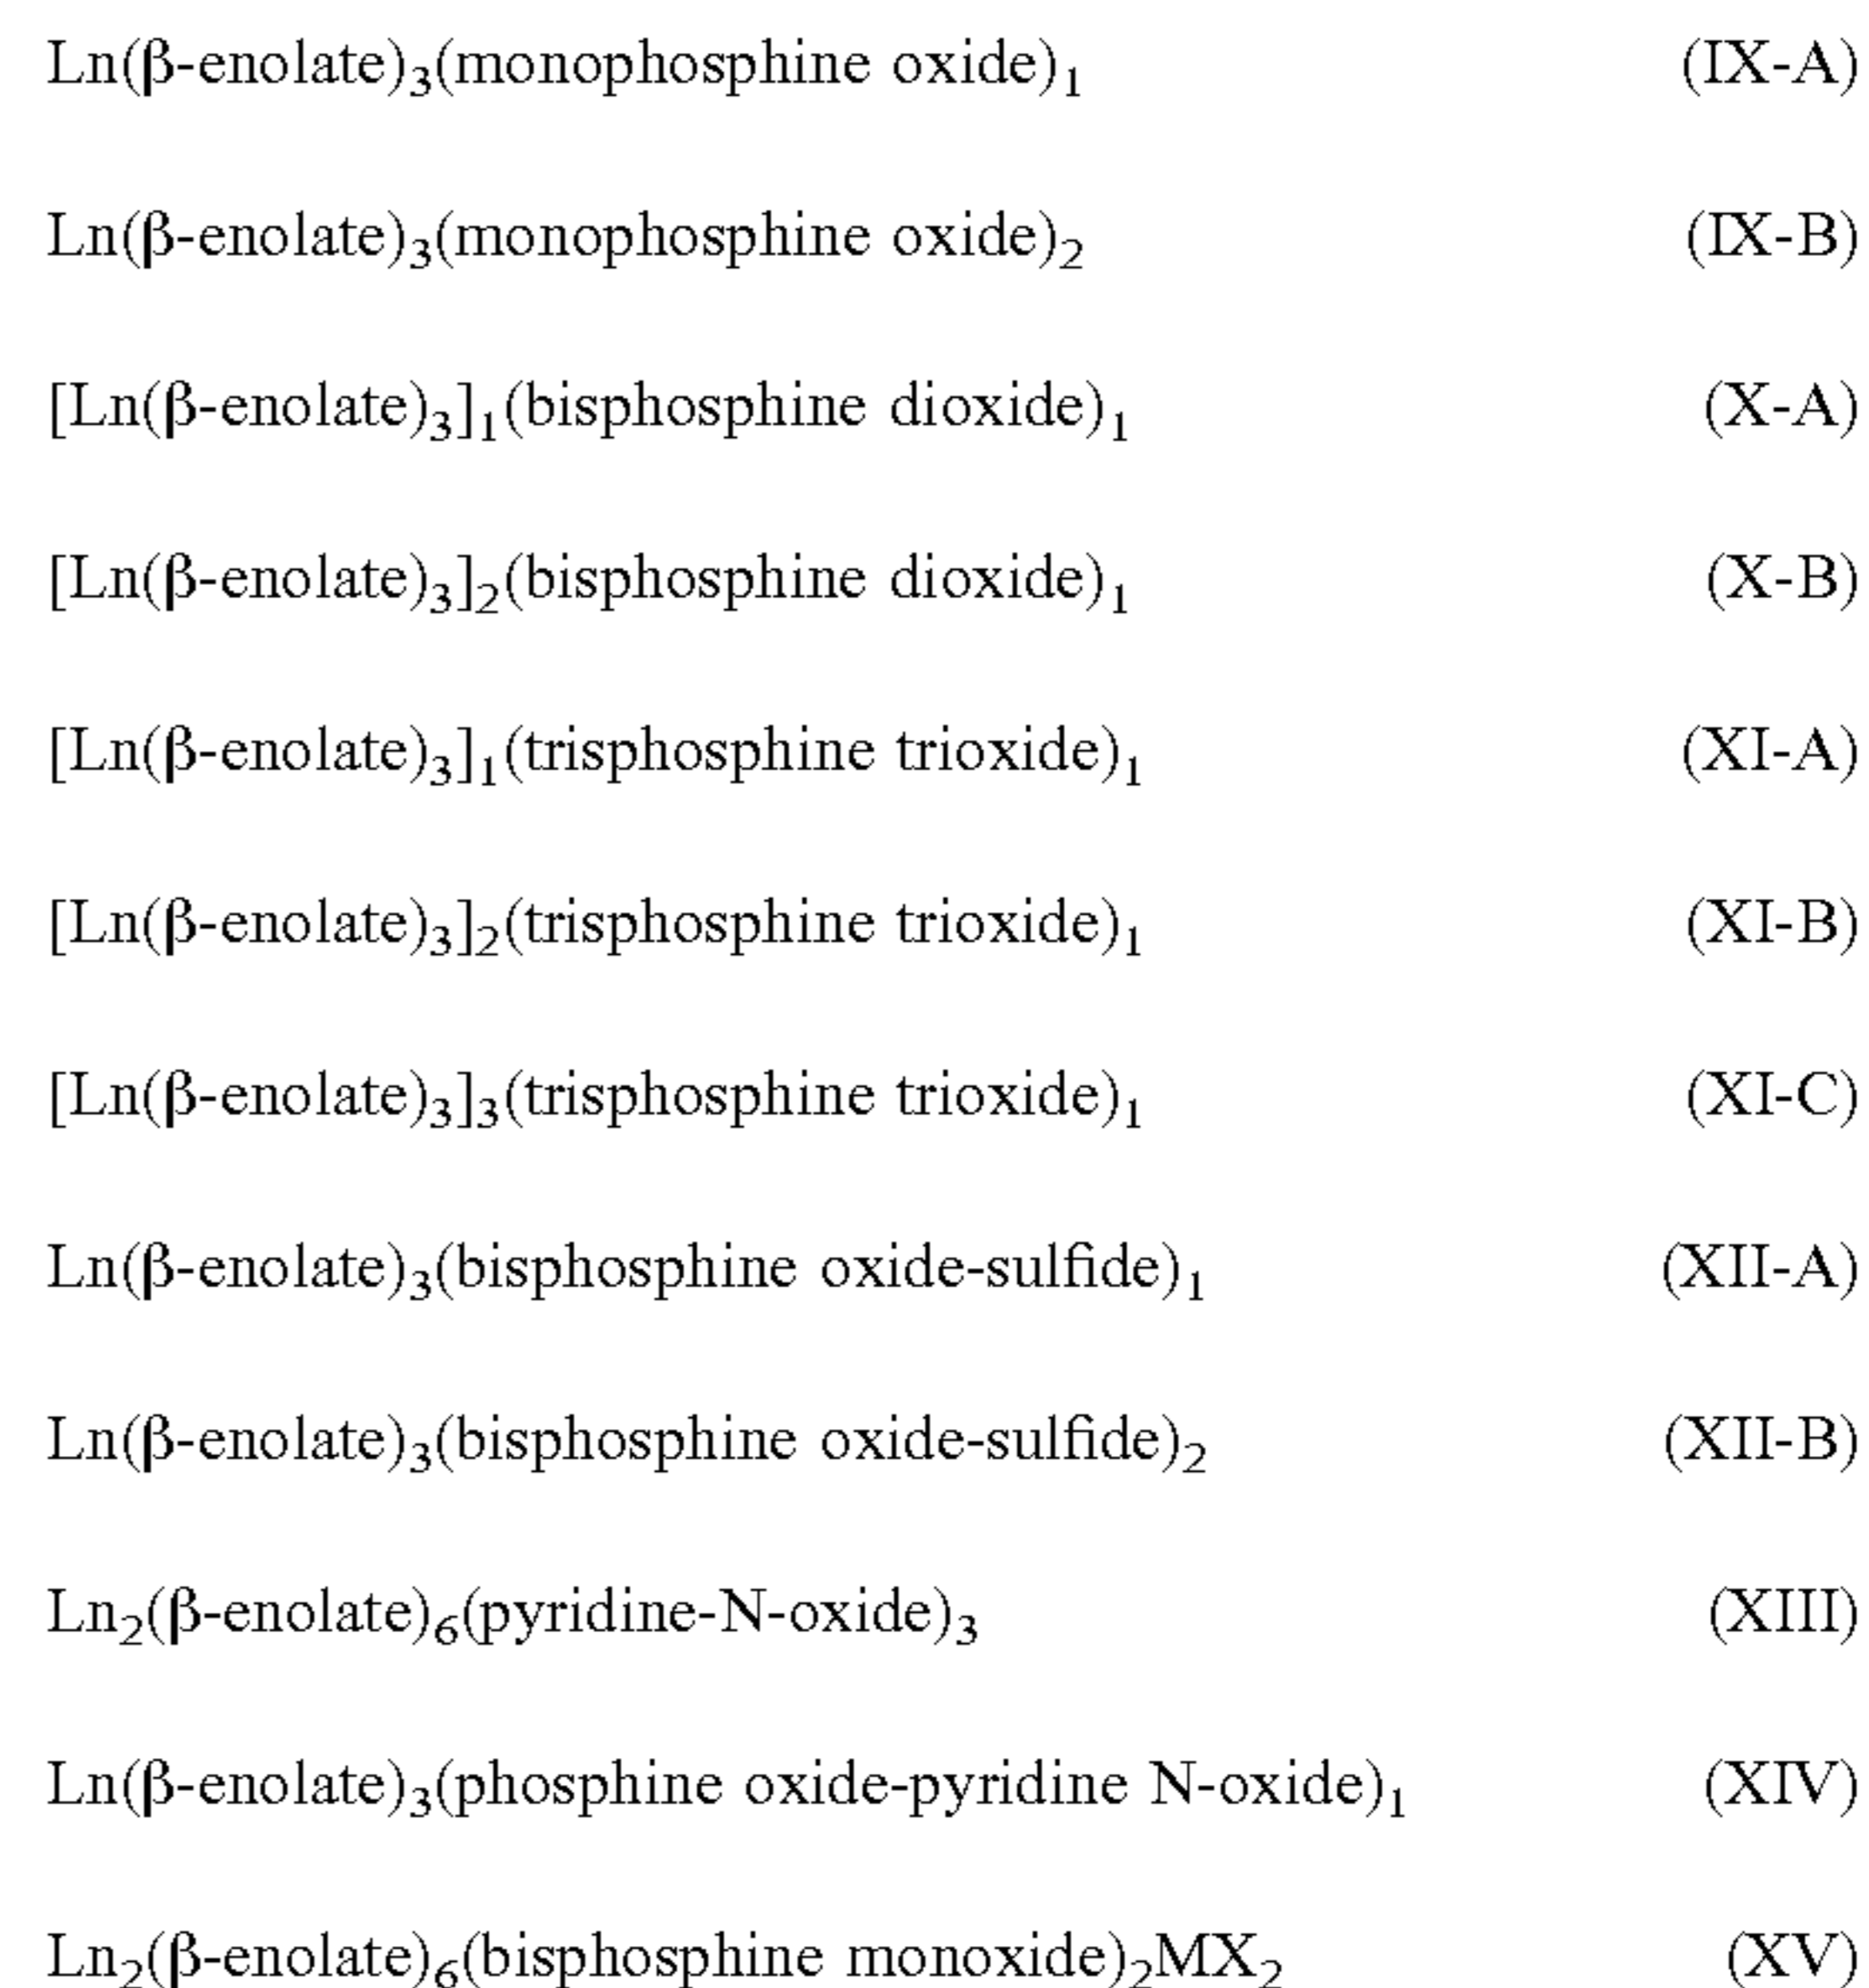 Ln(β-enolate)₃(monophosphine oxide)₁ (IX-A)
Ln(β-enolate)₃(monophosphine oxide)₂ (IX-B)
[Ln(β-enolate)₃]₁(bisphosphine dioxide)₁ (X-A)
[Ln(β-enolate)₃]₂(bisphosphine dioxide)₁ (X-B)
[Ln(β-enolate)₃]₁(trisphosphine trioxide)₁ (XI-A)
[Ln(β-enolate)₃]₂(trisphosphine trioxide)₁ (XI-B)
[Ln(β-enolate)₃]₃(trisphosphine trioxide)₁ (XI-C)
Ln(β-enolate)₃(bisphosphine oxide-sulfide)₁ (XII-A)
Ln(β-enolate)₃(bisphosphine oxide-sulfide)₂ (XII-B)
Ln₂(β-enolate)₆(pyridine-N-oxide)₃ (XIII)
Ln(β-enolate)₃(phosphine oxide-pyridine N-oxide)₁ (XIV)
Ln₂(β-enolate)₆(bisphosphine monoxide)₂MX₂ (XV)